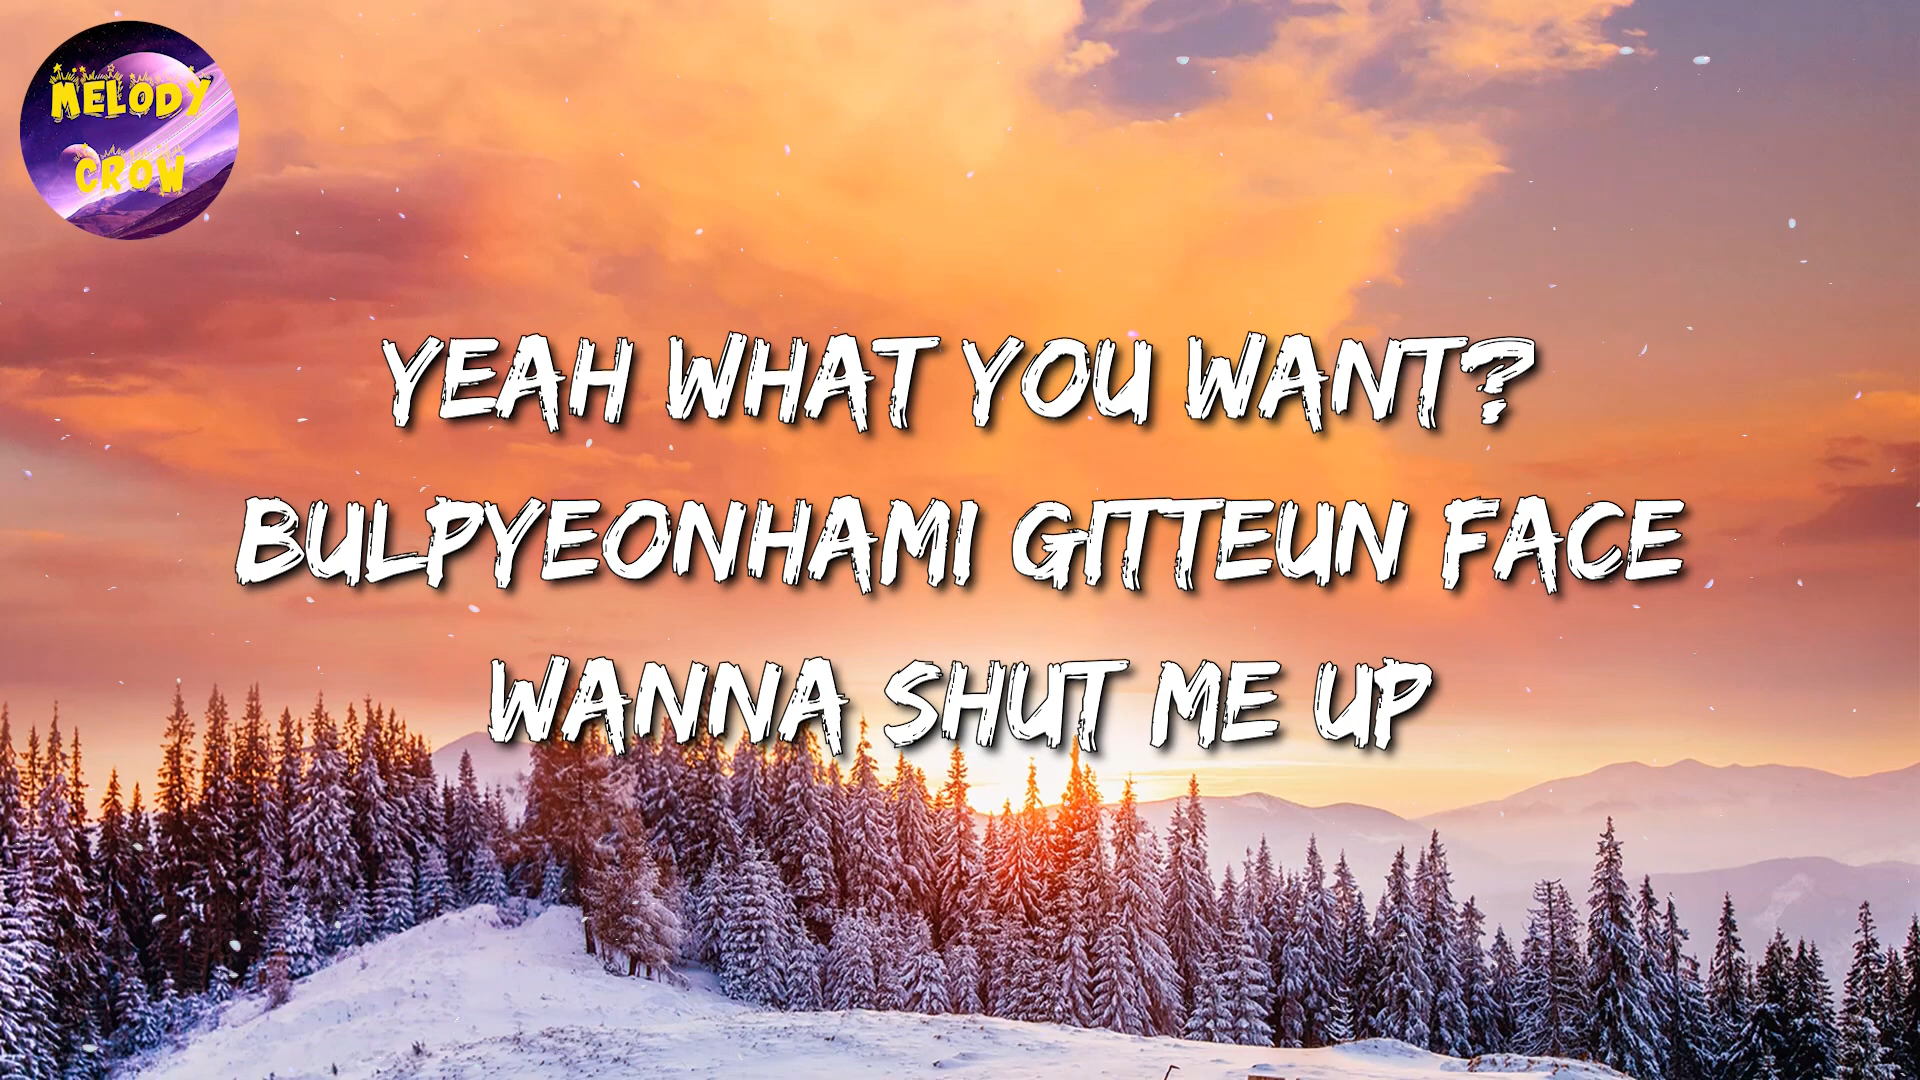 MELODY
CROW
YEAH WHAT YOU WANT?
BULPYEONHAMI GITTEUN FACE
WANNA SHUT ME UP